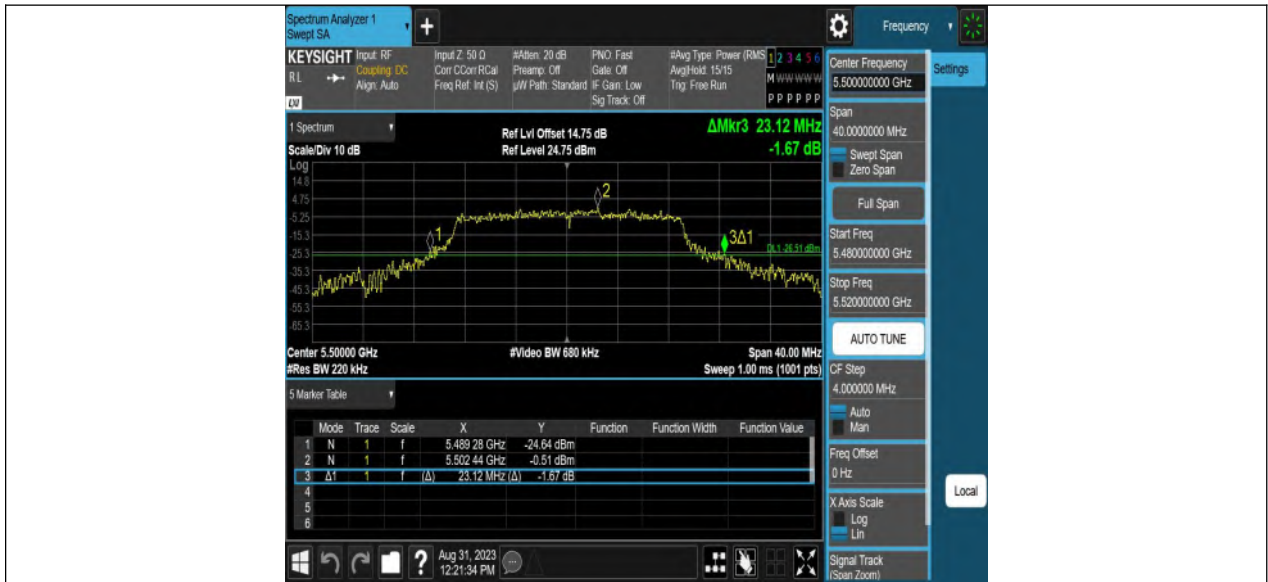 Spectrum Analyzer 1
Swept SA
+
Frequency
KEYSIGHT
RL
LXI
Input: RF
Coupling: DC
Align: Auto
Input Z: 50 Ω
Corr CCorr RCal
Freq Ref: Int (S)
#Atten: 20 dB
Preamp: Off
µW Path: Standard
PNO: Fast
Gate: Off
IF Gain: Low
Sig Track: Off
#Avg Type: Power (RMS
Avg|Hold: 15/15
Trig: Free Run
1 2 3 4 5 6
M W W W W W
P P P P P P
Center Frequency
5.500000000 GHz
Settings
Span
40.0000000 MHz
Swept Span
Zero Span
Full Span
Start Freq
5.480000000 GHz
Stop Freq
5.520000000 GHz
AUTO TUNE
CF Step
4.000000 MHz
Auto
Man
Freq Offset
0 Hz
X Axis Scale
Log
Lin
Signal Track
(Span Zoom)
Local
1 Spectrum
Scale/Div 10 dB
Ref Lvl Offset 14.75 dB
Ref Level 24.75 dBm
ΔMkr3 23.12 MHz
-1.67 dB
Log
14.8
4.75
-5.25
-15.3
-25.3
-35.3
-45.3
-55.3
-65.3
1
2
3Δ1
DL1 -26.51 dBm
Center 5.50000 GHz
#Video BW 680 kHz
Span 40.00 MHz
#Res BW 220 kHz
Sweep 1.00 ms (1001 pts)
5 Marker Table
Mode Trace Scale X Y Function Function Width Function Value
1 N 1 f 5.489 28 GHz -24.64 dBm
2 N 1 f 5.502 44 GHz -0.51 dBm
3 Δ1 1 f (Δ) 23.12 MHz (Δ) -1.67 dB
4
5
6
?
Aug 31, 2023
12:21:34 PM